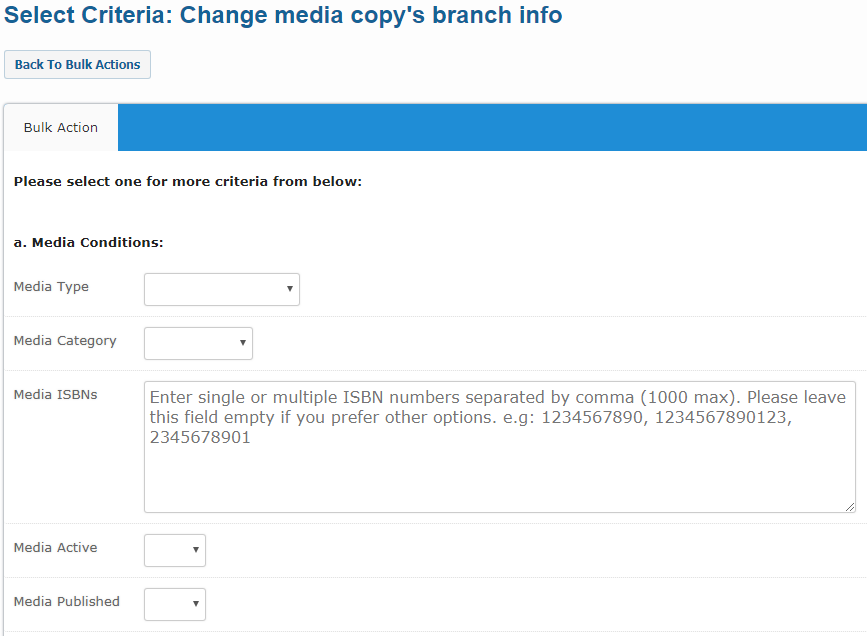 Select Criteria: Change media copy's branch info
Back To Bulk Actions
Bulk Action
Please select one for more criteria from below:
a. Media Conditions:
Media Type
Media Category
Media ISBNs
Enter single or multiple ISBN numbers separated by comma (1000 max). Please leave
this field empty if you prefer other options. e.g: 1234567890, 1234567890123,
2345678901
Media Active
Media Published